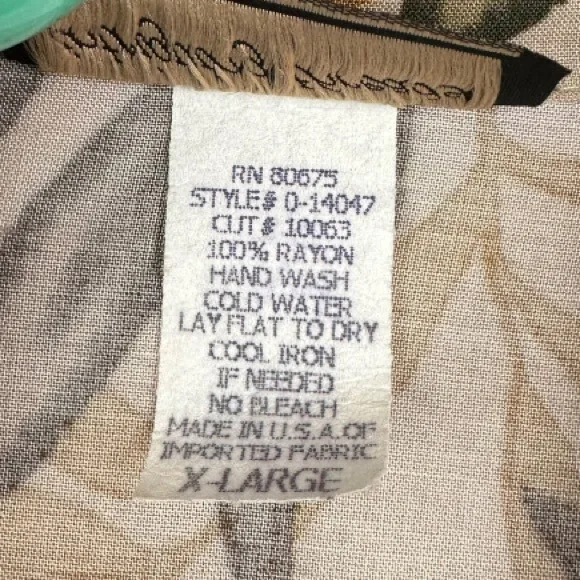 RN 80675
STYLE# 0-14047
CUT# 10063
100% RAYON
HAND WASH
COLD WATER
LAY FLAT TO DRY
COOL IRON
IF NEEDED
NO BLEACH
MADE IN U.S.A. OF
IMPORTED FABRIC
X-LARGE